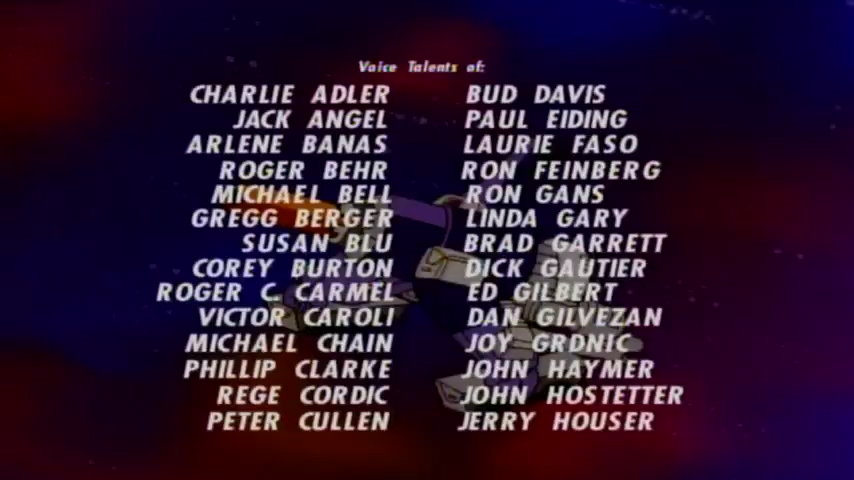 Voice Talents of:
CHARLIE ADLER BUD DAVIS
JACK ANGEL PAUL EIDING
ARLENE BANAS LAURIE FASO
ROGER BEHR RON FEINBERG
MICHAEL BELL RON GANS
GREGG BERGER LINDA GARY
SUSAN BLU BRAD GARRETT
COREY BURTON DICK GAUTIER
ROGER C. CARMEL ED GILBERT
VICTOR CAROLI DAN GILVEZAN
MICHAEL CHAIN JOY GRDNIC
PHILLIP CLARKE JOHN HAYMER
REGE CORDIC JOHN HOSTETTER
PETER CULLEN JERRY HOUSER